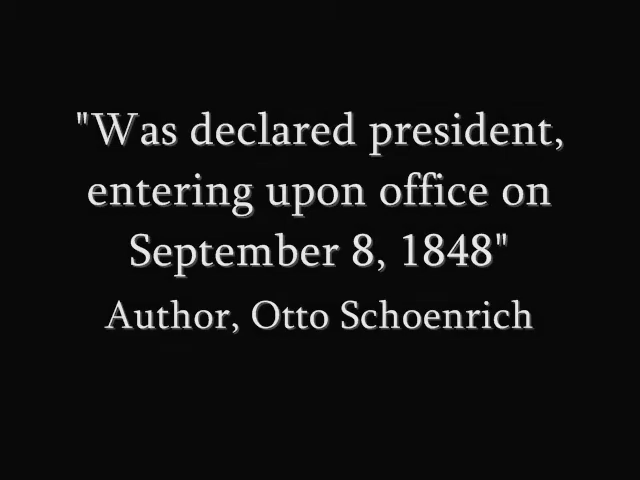 "Was declared president,
entering upon office on
September 8, 1848"
Author, Otto Schoenrich